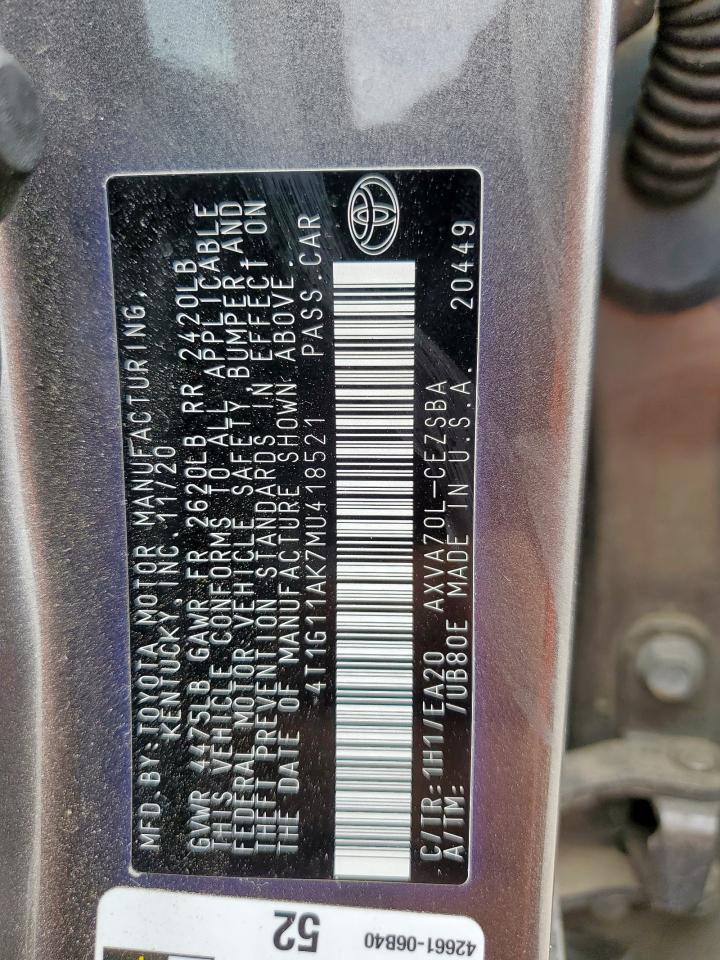 MFD. BY:TOYOTA MOTOR MANUFACTURING,
KENTUCKY, INC. 11/20
GVWR 4475LB GAWR FR 2620LB RR 2420LB
THIS VEHICLE CONFORMS TO ALL APPLICABLE
FEDERAL MOTOR VEHICLE SAFETY,BUMPER AND
THEFT PREVENTION STANDARDS IN EFFECT ON
THE DATE OF MANUFACTURE SHOWN ABOVE.
4T1G11AK7MU418521 PASS.CAR
C/TR:1H1/EA20 AXVA70L-CEZSBA
A/TM: /UB80E MADE IN U.S.A. 20449
52
42661-06B40